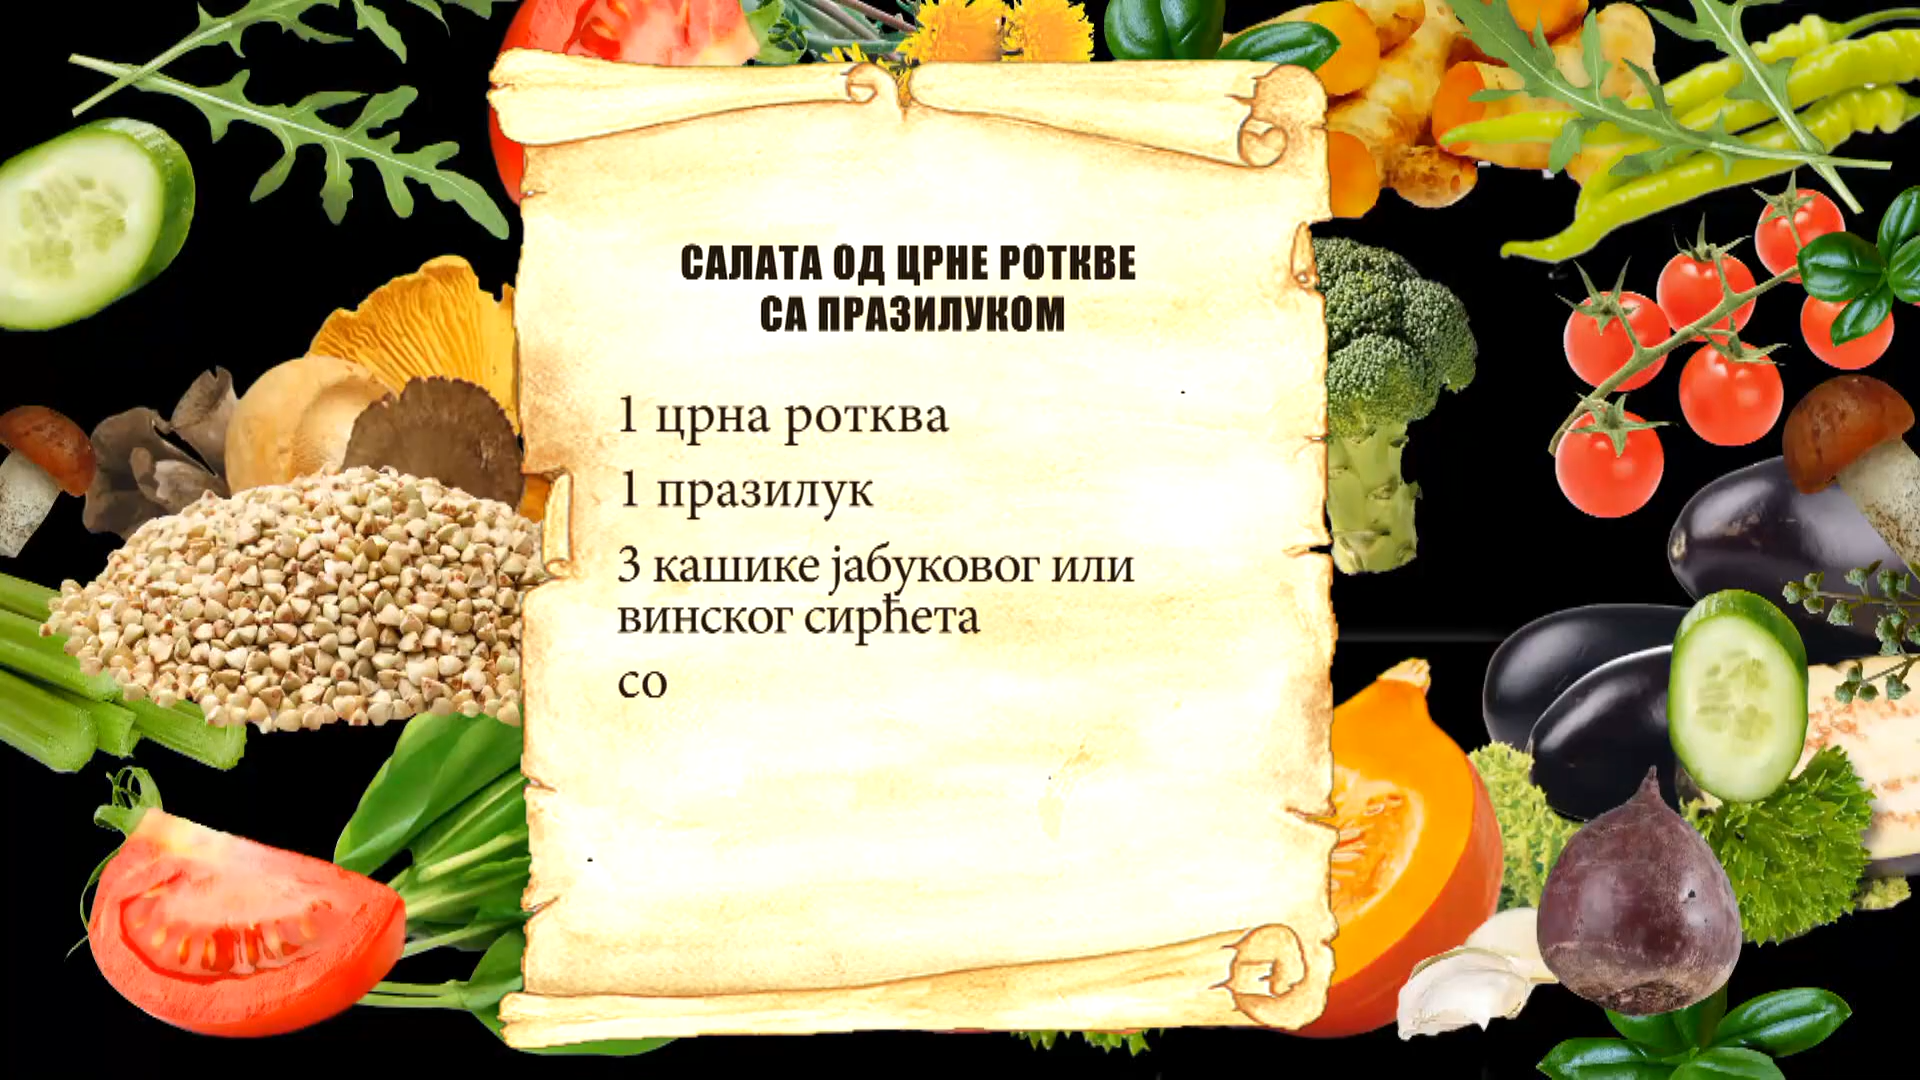 САЛАТА ОД ЦРНЕ РОТКВЕ
СА ПРАЗИЛУКОМ
1 црна ротква
1 празилук
3 кашике јабуковог или
винског сирћета
со